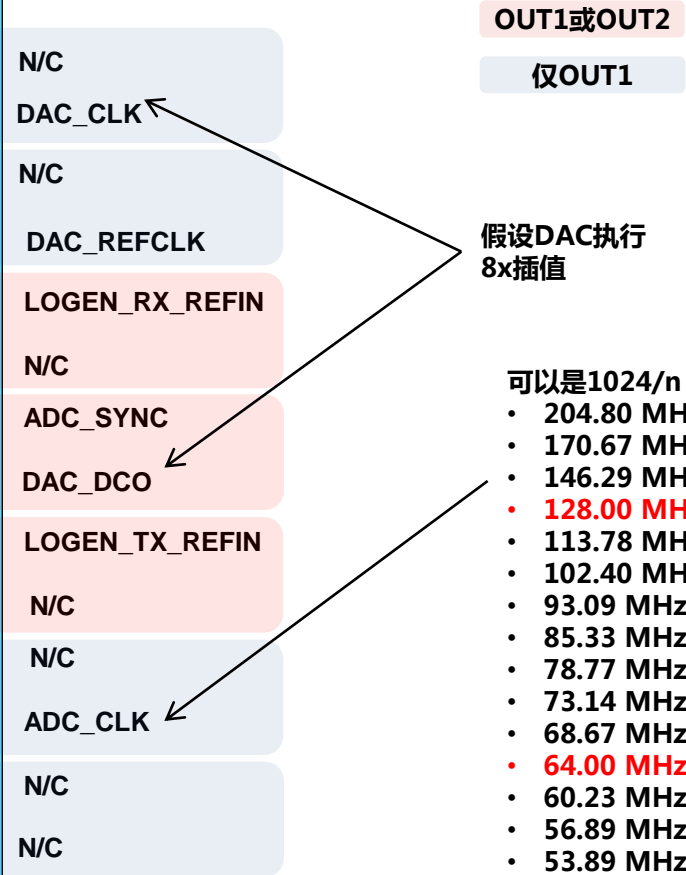 OUT1或OUT2
仅OUT1
N/C
DAC_CLK
N/C
DAC_REFCLK
LOGEN_RX_REFIN
N/C
ADC_SYNC
DAC_DCO
LOGEN_TX_REFIN
N/C
N/C
ADC_CLK
N/C
N/C
假设DAC执行
8x插值
可以是1024/n
• 204.80 MH
• 170.67 MH
• 146.29 MH
• 128.00 MH
• 113.78 MH
• 102.40 MH
• 93.09 MHz
• 85.33 MHz
• 78.77 MHz
• 73.14 MHz
• 68.67 MHz
• 64.00 MHz
• 60.23 MHz
• 56.89 MHz
• 53.89 MHz